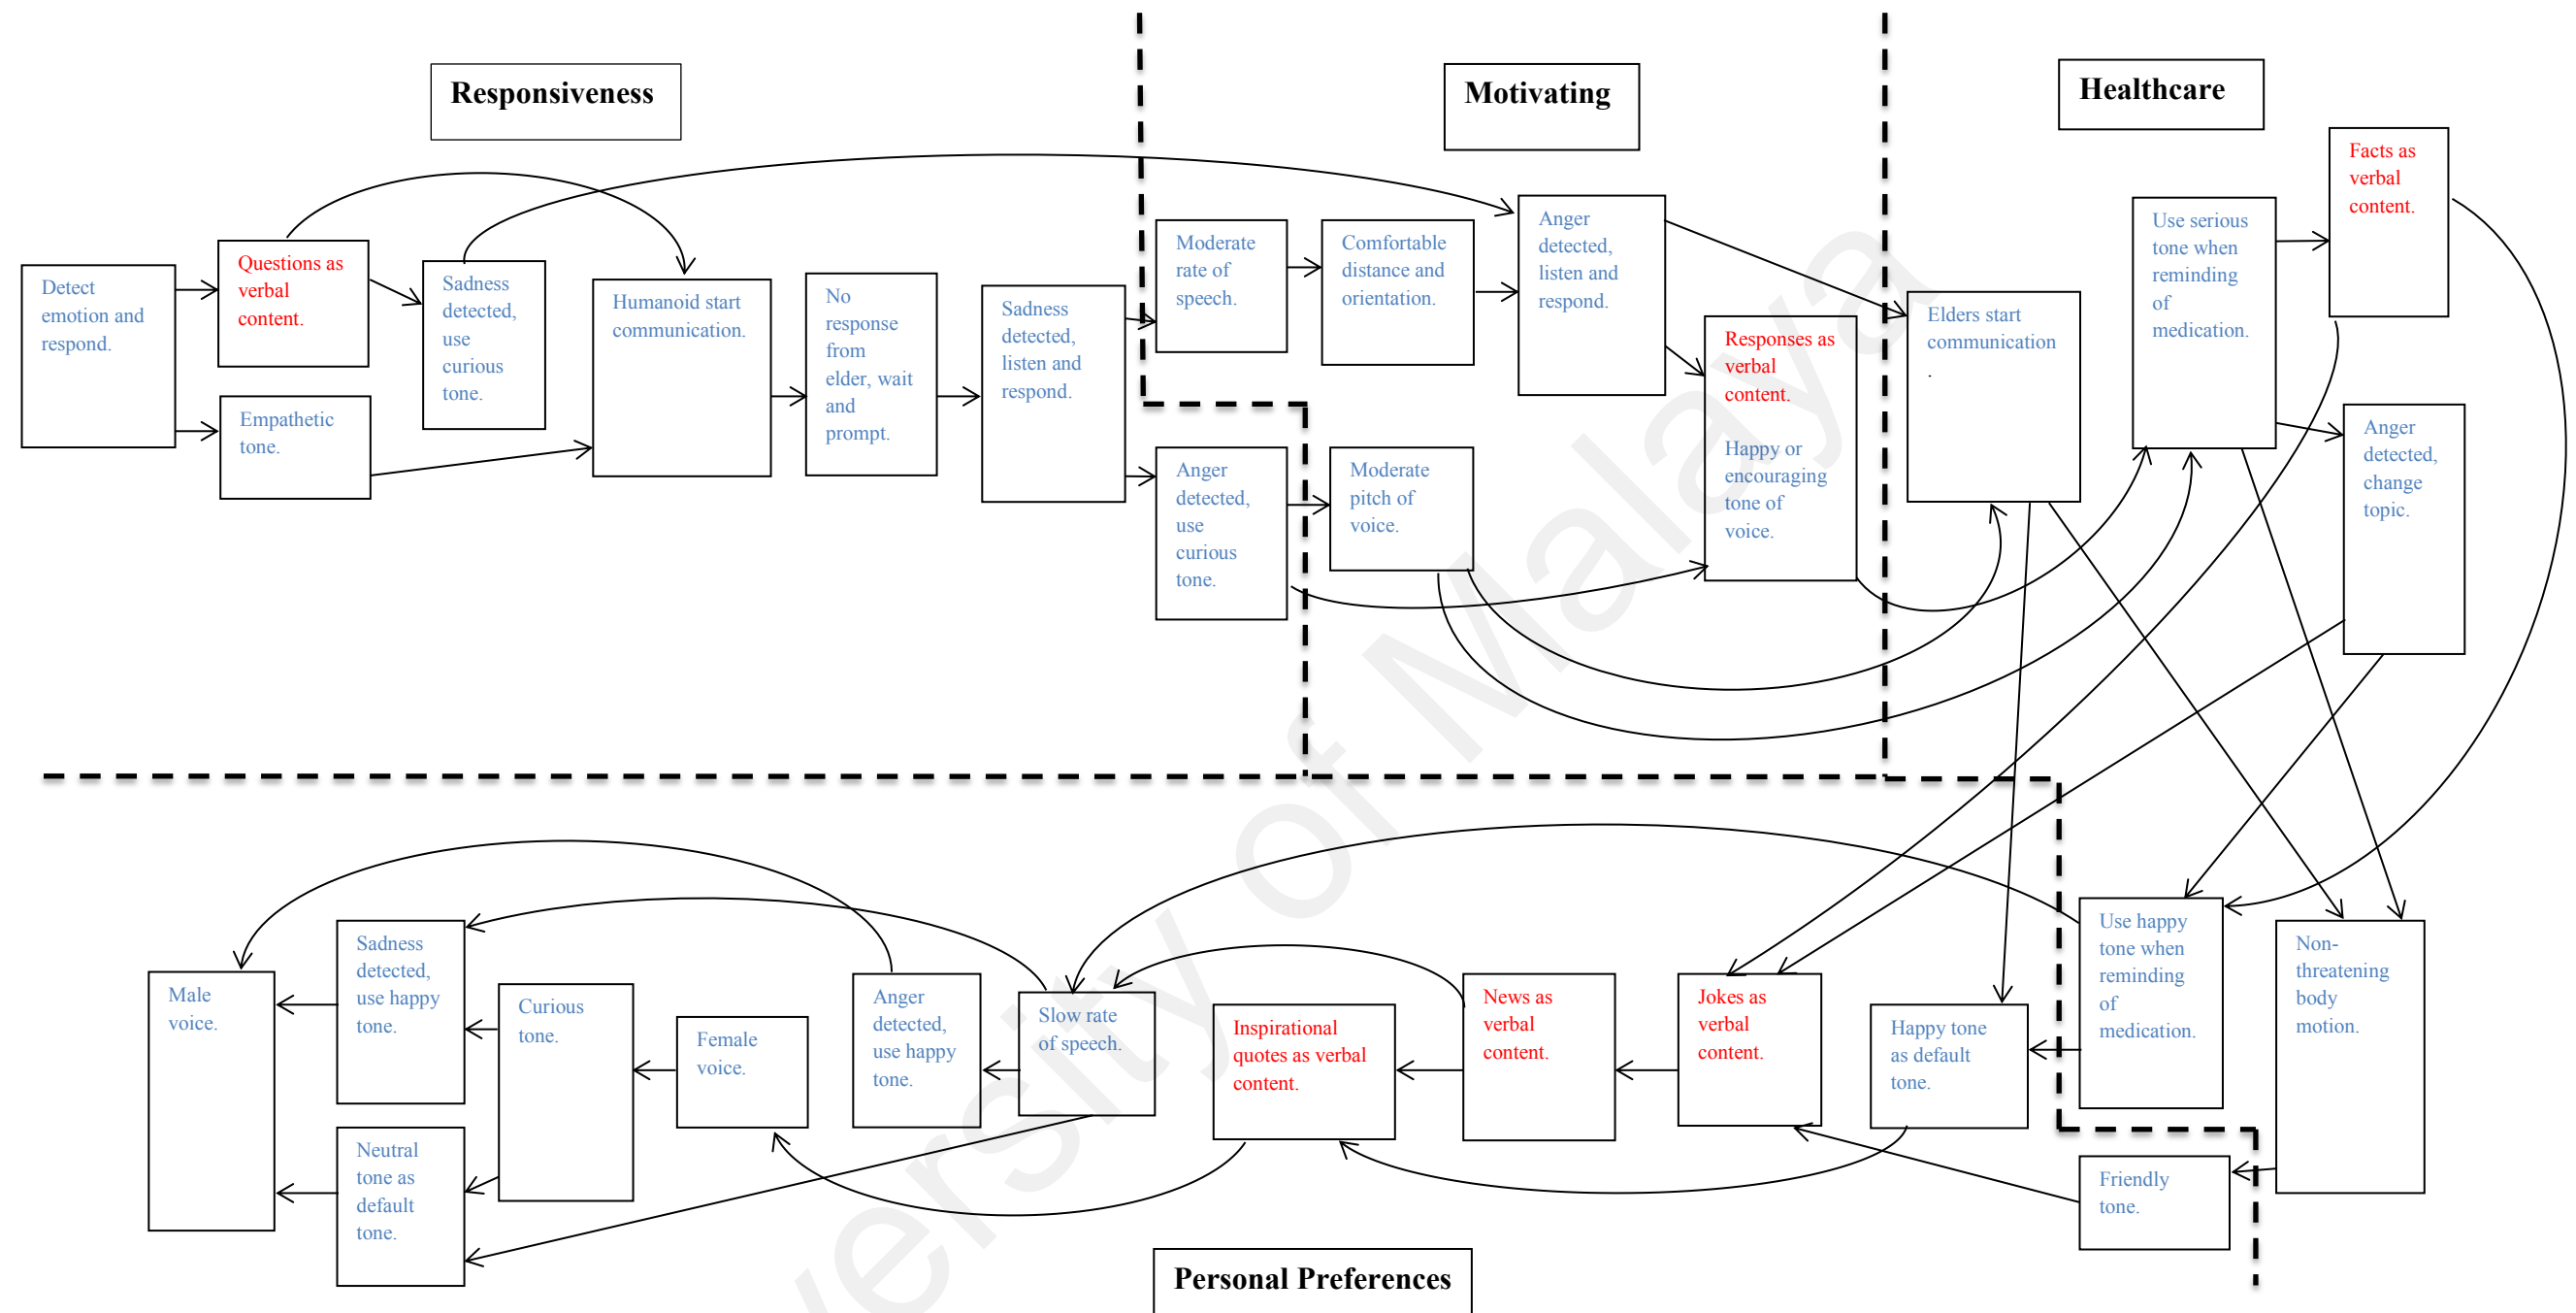 Responsiveness
Motivating
Healthcare
Detect
emotion and
respond.
Questions as
verbal
content.
Empathetic
tone.
Sadness
detected,
use
curious
tone.
Humanoid start
communication.
No
response
from
elder, wait
and
prompt.
Sadness
detected,
listen and
respond.
Moderate
rate of
speech.
Anger
detected,
use
curious
tone.
Comfortable
distance and
orientation.
Moderate
pitch of
voice.
Anger
detected,
listen and
respond.
Responses as
verbal
content.
Happy or
encouraging
tone of
voice.
Elders start
communication
.
Use serious
tone when
reminding
of
medication.
Facts as
verbal
content.
Anger
detected,
change
topic.
Male
voice.
Sadness
detected,
use happy
tone.
Neutral
tone as
default
tone.
Curious
tone.
Female
voice.
Anger
detected,
use happy
tone.
Slow rate
of speech.
Inspirational
quotes as verbal
content.
News as
verbal
content.
Jokes as
verbal
content.
Happy tone
as default
tone.
Use happy
tone when
reminding
of
medication.
Friendly
tone.
Non-
threatening
body
motion.
Personal Preferences
versity of Malaya